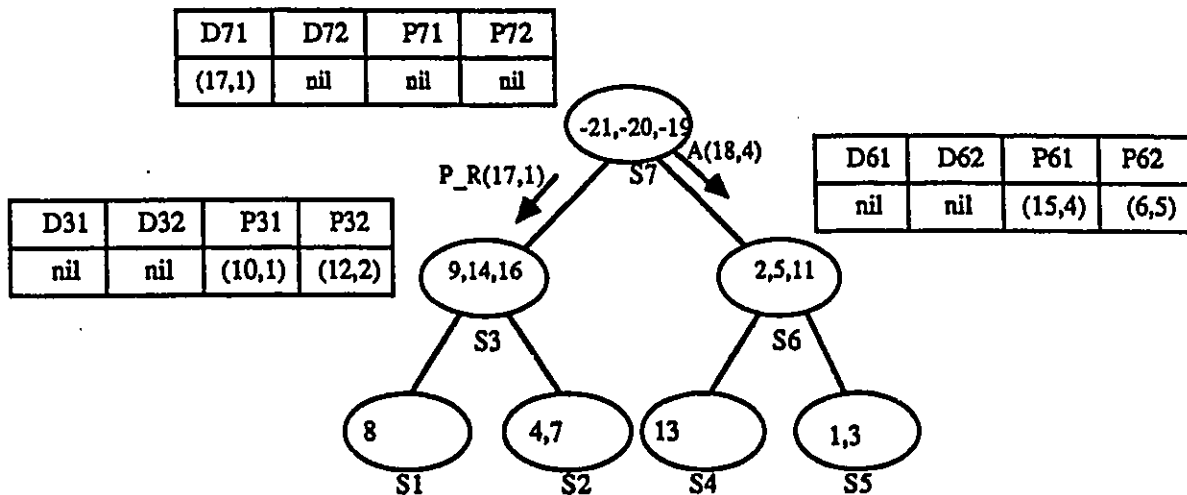 D71 D72 P71 P72
(17,1) nil nil nil
-21,-20,-19
A(18,4)
S7
P_R(17,1)
D61 D62 P61 P62
nil nil (15,4) (6,5)
D31 D32 P31 P32
nil nil (10,1) (12,2)
9,14,16
2,5,11
S3
S6
8
4,7
13
1,3
S1
S2
S4
S5